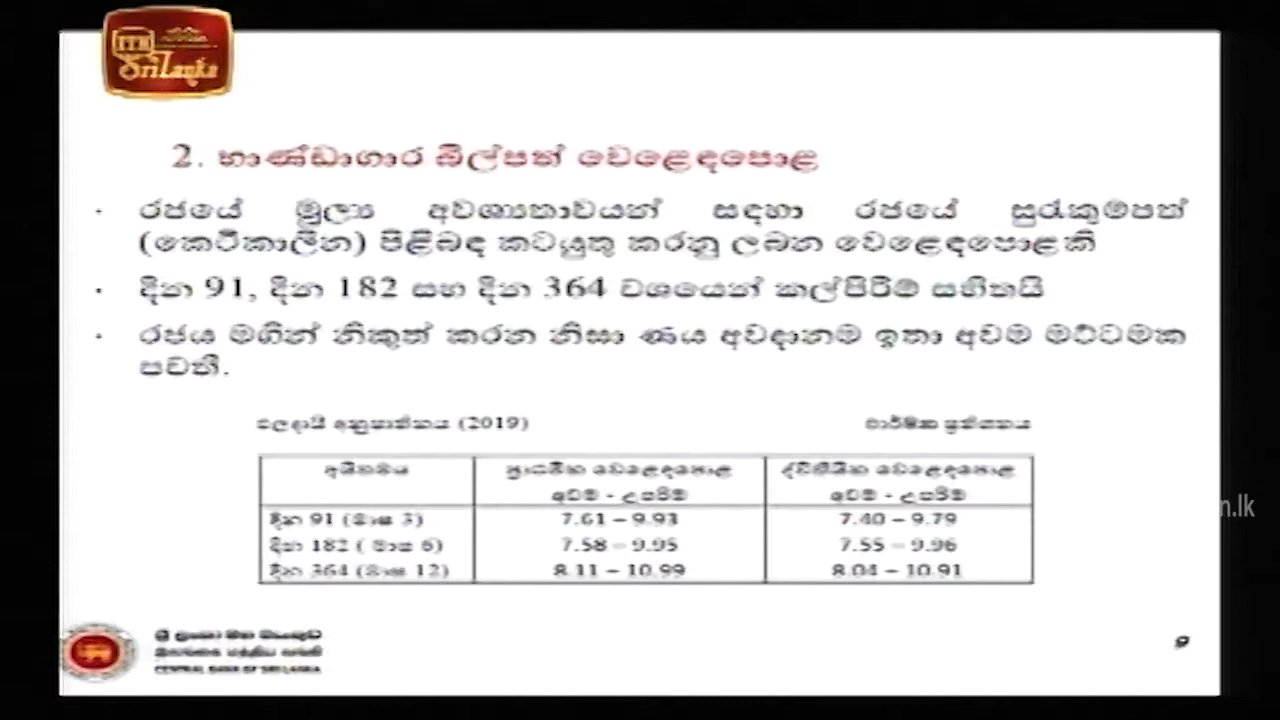 ITN
Sri Lanka
2. භාණ්ඩාගාර බිල්පත් වෙළෙඳපොළ
· රජයේ මුල්‍ය අවශ්‍යතාවයන් සඳහා රජයේ සුරැකුම්පත්
(කෙටිකාලීන) පිළිබඳ කටයුතු කරනු ලබන වෙළෙඳපොළකි
· දින 91, දින 182 සහ දින 364 වශයෙන් කල්පිරීම් සහිතයි
· රජය මගින් නිකුත් කරන නිසා ණය අවදානම ඉතා අවම මට්ටමක
පවතී.
ඵලදායි අනුපාතිකය (2019) වාර්ෂික ප්‍රතිශතය
ප්‍රාථමික වෙළෙඳපොළ ද්විතීයික වෙළෙඳපොළ
අවම - උපරිම අවම - උපරිම
දින 91 (මාස 3) 7.61 – 9.93 7.40 – 9.79
දින 182 ( මාස 6) 7.58 – 9.95 7.55 – 9.96
දින 364 (මාස 12) 8.11 – 10.99 8.04 – 10.91
n.lk
ශ්‍රී ලංකා මහ බැංකුව
CENTRAL BANK OF SRI LANKA
9